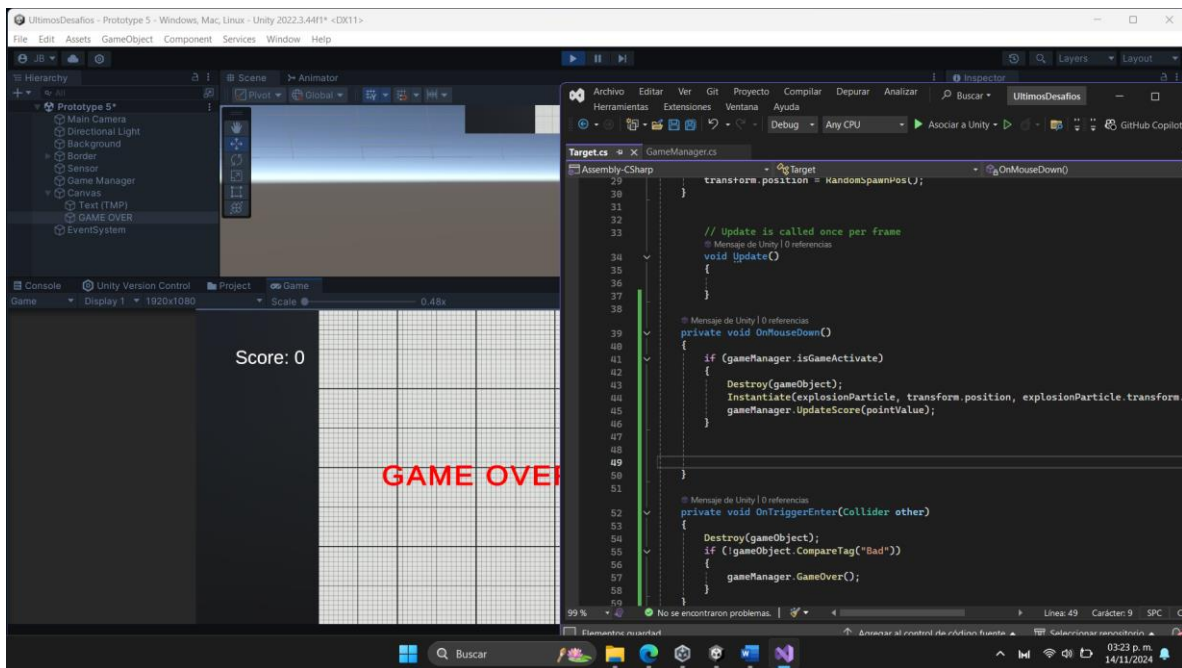 UltimosDesafios - Prototype 5 - Windows, Mac, Linux - Unity 2022.3.44f1* <DX11>
File Edit Assets GameObject Component Services Window Help
JB
Layers Layout
Hierarchy
All
Prototype 5*
Main Camera
Directional Light
Background
Border
Sensor
Game Manager
Canvas
Text (TMP)
GAME OVER
EventSystem
Scene Animator
Pivot Global
Inspector
Console Unity Version Control Project Game
Game Display 1 1920x1080 Scale 0.48x
Score: 0
GAME OVER
Archivo Editar Ver Git Proyecto Compilar Depurar Analizar Buscar UltimosDesafios
Herramientas Extensiones Ventana Ayuda
Debug Any CPU Asociar a Unity GitHub Copilot
Target.cs GameManager.cs
Assembly-CSharp Target OnMouseDown()
29 transform.position = RandomSpawnPos();
30 }
31
32
33 // Update is called once per frame
Mensaje de Unity | 0 referencias
34 void Update()
35 {
36
37 }
38
Mensaje de Unity | 0 referencias
39 private void OnMouseDown()
40 {
41 if (gameManager.isGameActivate)
42 {
43 Destroy(gameObject);
44 Instantiate(explosionParticle, transform.position, explosionParticle.transform.
45 gameManager.UpdateScore(pointValue);
46 }
47
48
49
50 }
51
Mensaje de Unity | 0 referencias
52 private void OnTriggerEnter(Collider other)
53 {
54 Destroy(gameObject);
55 if (!gameObject.CompareTag("Bad"))
56 {
57 gameManager.GameOver();
58 }
59 }
99 % No se encontraron problemas. Línea: 49 Carácter: 9 SPC
Elementos guardad Agregar al control de código fuente Seleccionar repositorio
Buscar
03:23 p. m.
14/11/2024